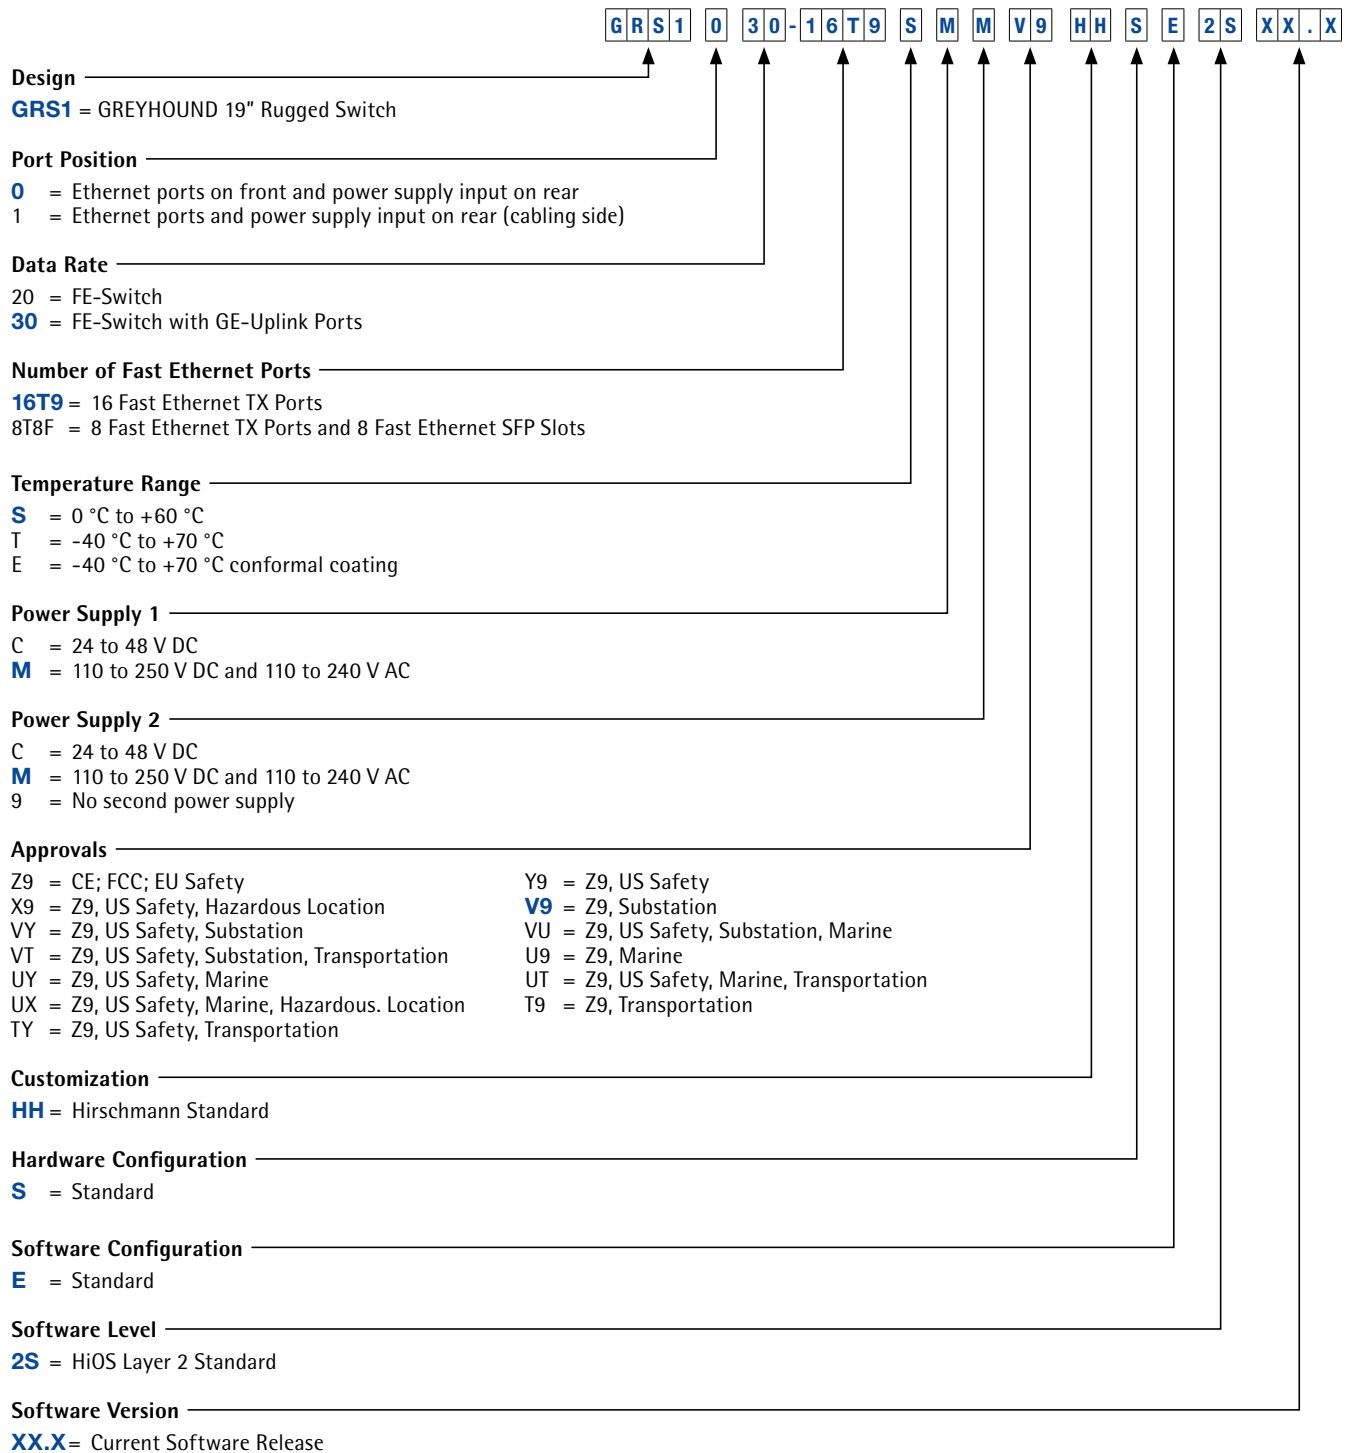 GRS1 0 30-16T9 S M M V9 HH S E 2S XX.X
Design
GRS1 = GREYHOUND 19" Rugged Switch
Port Position
0 = Ethernet ports on front and power supply input on rear
1 = Ethernet ports and power supply input on rear (cabling side)
Data Rate
20 = FE-Switch
30 = FE-Switch with GE-Uplink Ports
Number of Fast Ethernet Ports
16T9 = 16 Fast Ethernet TX Ports
8T8F = 8 Fast Ethernet TX Ports and 8 Fast Ethernet SFP Slots
Temperature Range
S = 0 °C to +60 °C
T = -40 °C to +70 °C
E = -40 °C to +70 °C conformal coating
Power Supply 1
C = 24 to 48 V DC
M = 110 to 250 V DC and 110 to 240 V AC
Power Supply 2
C = 24 to 48 V DC
M = 110 to 250 V DC and 110 to 240 V AC
9 = No second power supply
Approvals
Z9 = CE; FCC; EU Safety
X9 = Z9, US Safety, Hazardous Location
VY = Z9, US Safety, Substation
VT = Z9, US Safety, Substation, Transportation
UY = Z9, US Safety, Marine
UX = Z9, US Safety, Marine, Hazardous. Location
TY = Z9, US Safety, Transportation
Y9 = Z9, US Safety
V9 = Z9, Substation
VU = Z9, US Safety, Substation, Marine
U9 = Z9, Marine
UT = Z9, US Safety, Marine, Transportation
T9 = Z9, Transportation
Customization
HH = Hirschmann Standard
Hardware Configuration
S = Standard
Software Configuration
E = Standard
Software Level
2S = HiOS Layer 2 Standard
Software Version
XX.X = Current Software Release